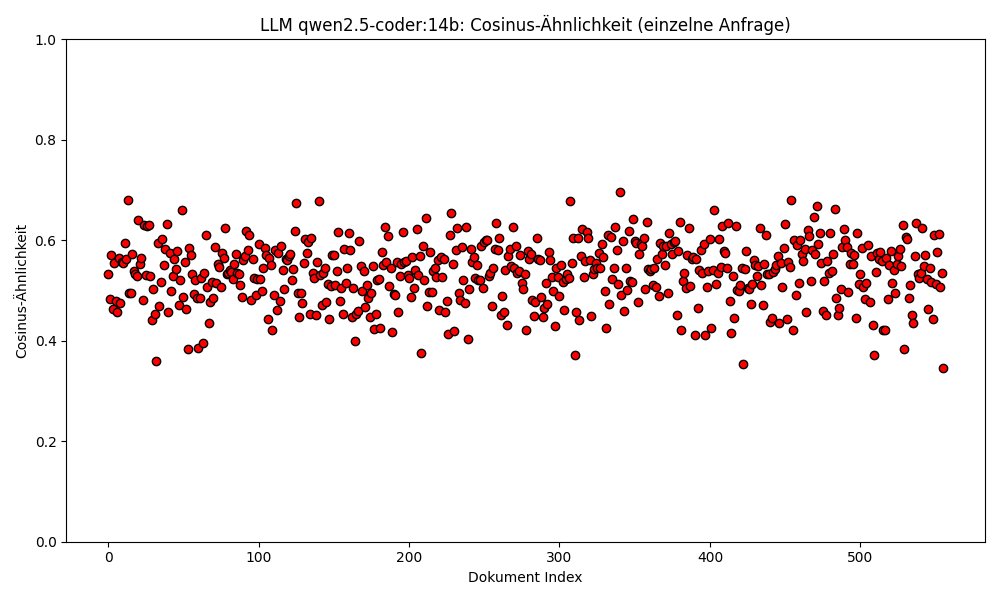 LLM qwen2.5-coder:14b: Cosinus-Ähnlichkeit (einzelne Anfrage)
1.0
0.8
0.6
0.4
0.2
0.0
Cosinus-Ähnlichkeit
0 100 200 300 400 500
Dokument Index